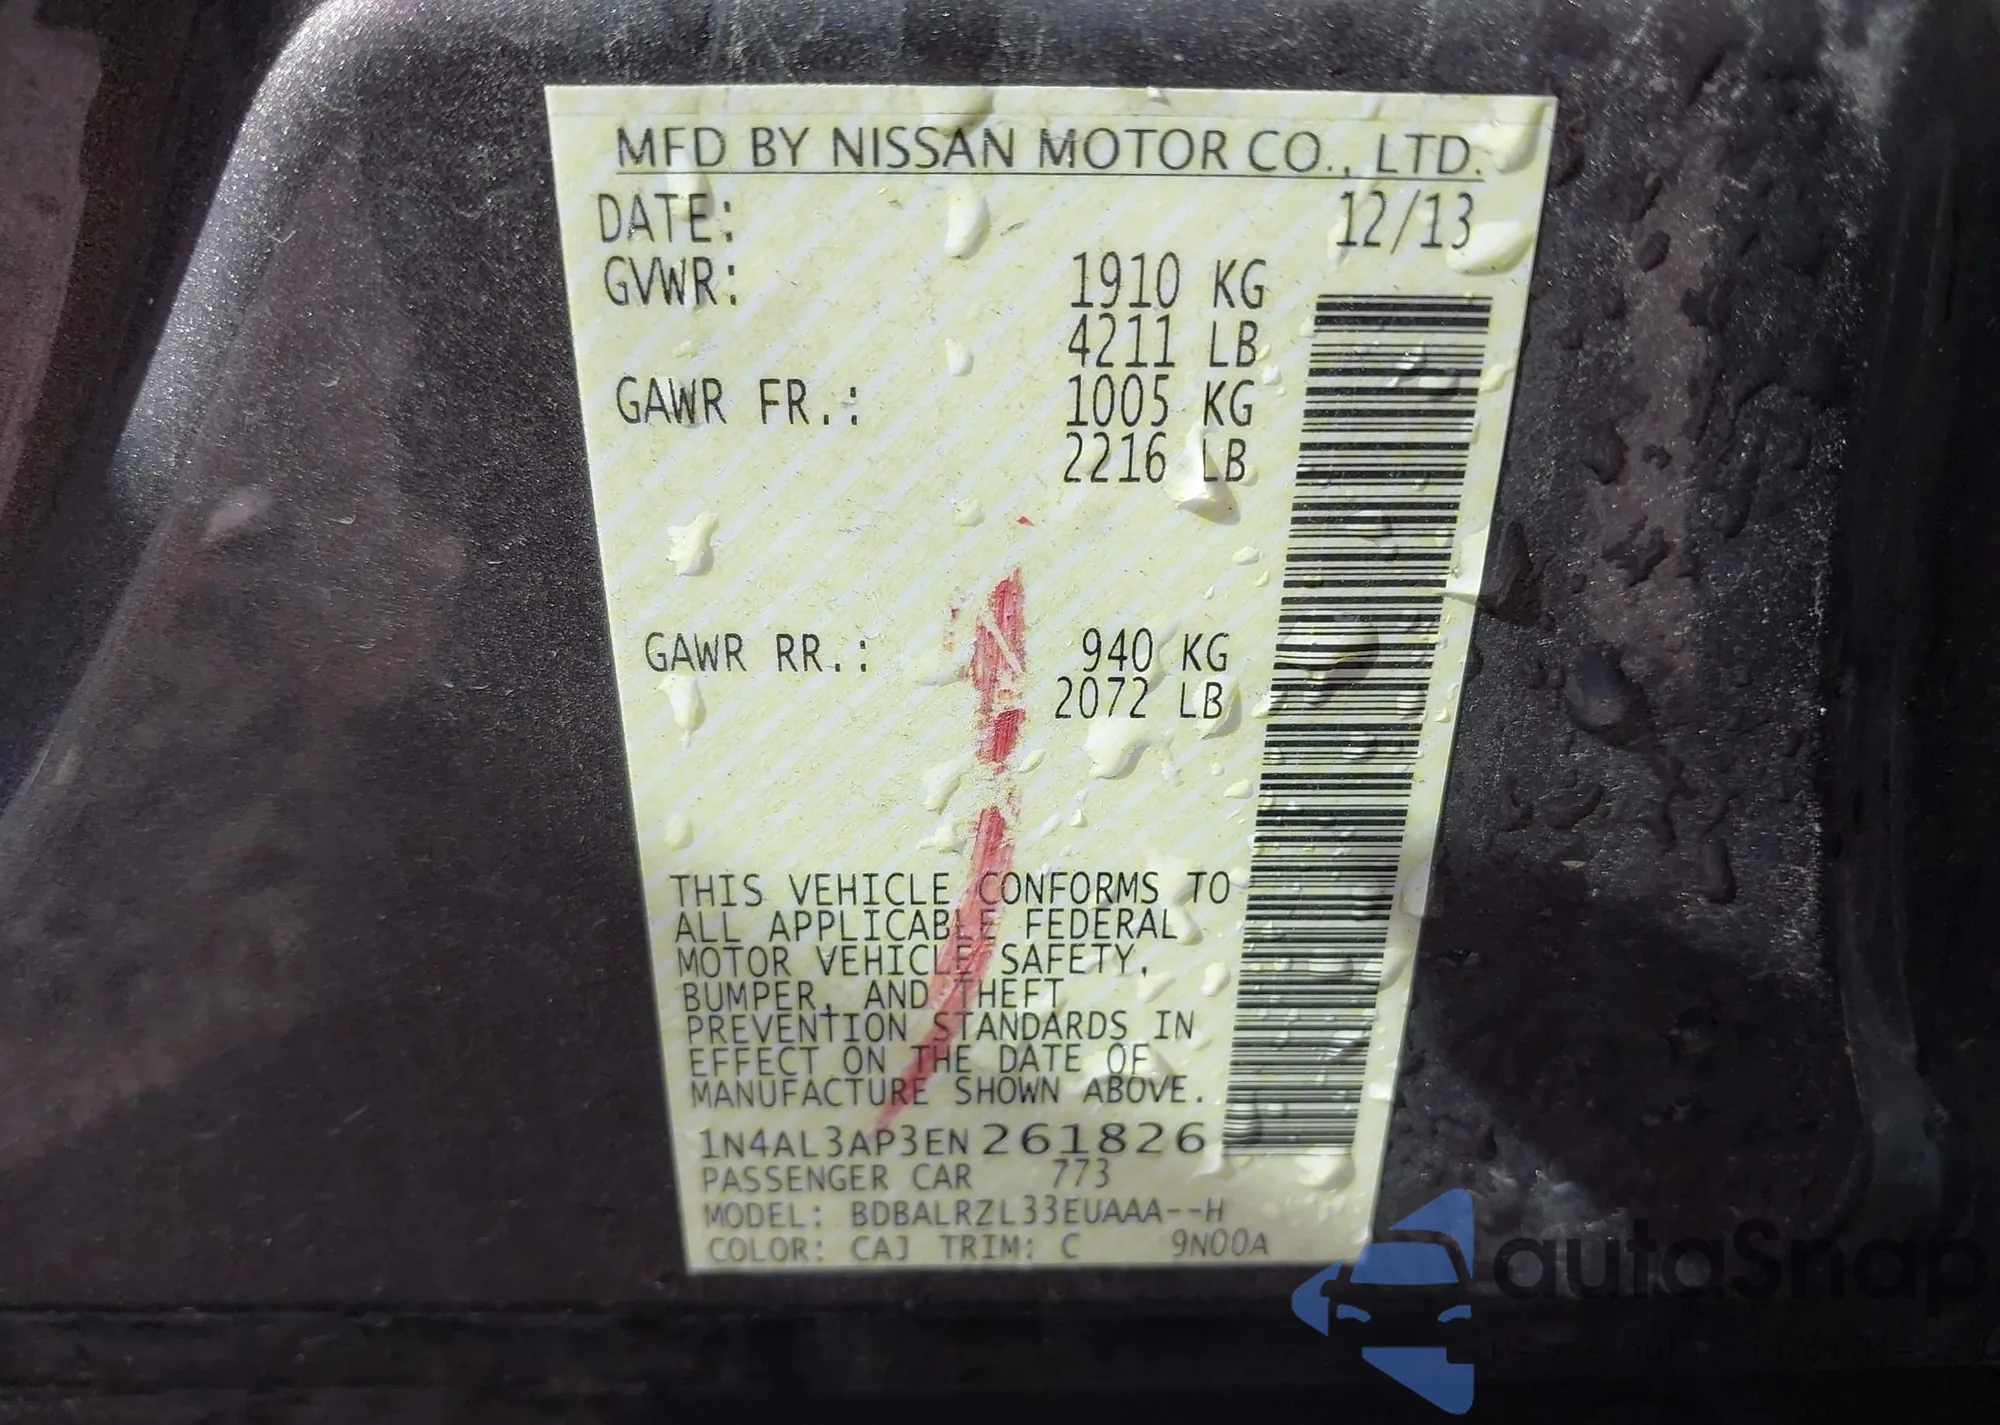 MFD BY NISSAN MOTOR CO., LTD.
DATE: 12/13
GVWR: 1910 KG
4211 LB
GAWR FR.: 1005 KG
2216 LB
GAWR RR.: 940 KG
2072 LB
THIS VEHICLE CONFORMS TO
ALL APPLICABLE FEDERAL
MOTOR VEHICLE SAFETY,
BUMPER, AND THEFT
PREVENTION STANDARDS IN
EFFECT ON THE DATE OF
MANUFACTURE SHOWN ABOVE.
1N4AL3AP3EN261826
PASSENGER CAR 773
MODEL: BDBALRZL33EUAAA--H
COLOR: CAJ TRIM: C 9N00A
autaSnap